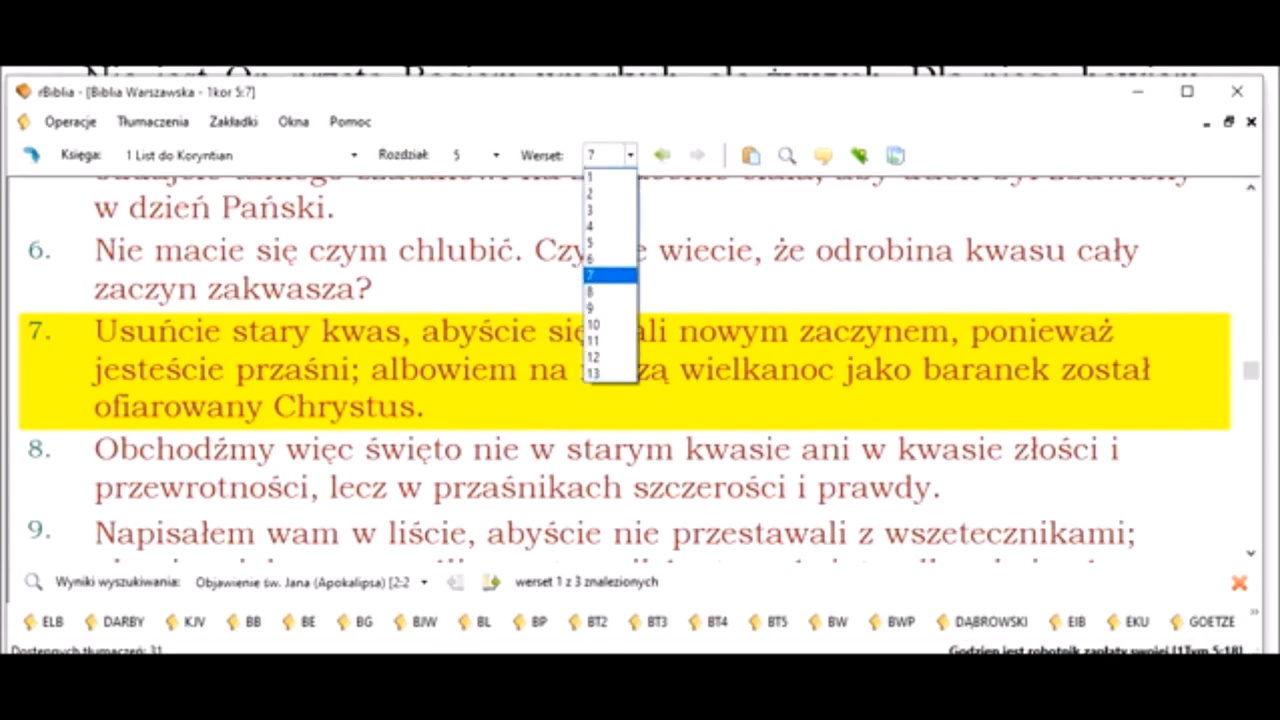 rBiblia - [Biblia Warszawska - 1kor 5:7]
Operacje Tłumaczenia Zakładki Okna Pomoc
Księga: 1 List do Koryntian Rozdział: 5 Werset: 7
1
2
3
4
5
6
7
8
9
10
11
12
13
w dzień Pański.
6. Nie macie się czym chlubić. wiecie, że odrobina kwasu cały
zaczyn zakwasza?
7. Usuńcie stary kwas, abyście się nowym zaczynem, ponieważ
jesteście przaśni; albowiem na wielkanoc jako baranek został
ofiarowany Chrystus.
8. Obchodźmy więc święto nie w starym kwasie ani w kwasie złości i
przewrotności, lecz w przaśnikach szczerości i prawdy.
9. Napisałem wam w liście, abyście nie przestawali z wszetecznikami;
Wyniki wyszukiwania: Objawienie św. Jana (Apokalipsa) [2:2 werset 1 z 3 znalezionych
ELB DARBY KJV BB BE BG BJW BL BP BT2 BT3 BT4 BT5 BW BWP DĄBROWSKI EIB EKU GOETZE
Dostępnych tłumaczeń: 31 Godzien jest robotnik zapłaty swojej [1Tym 5:18]